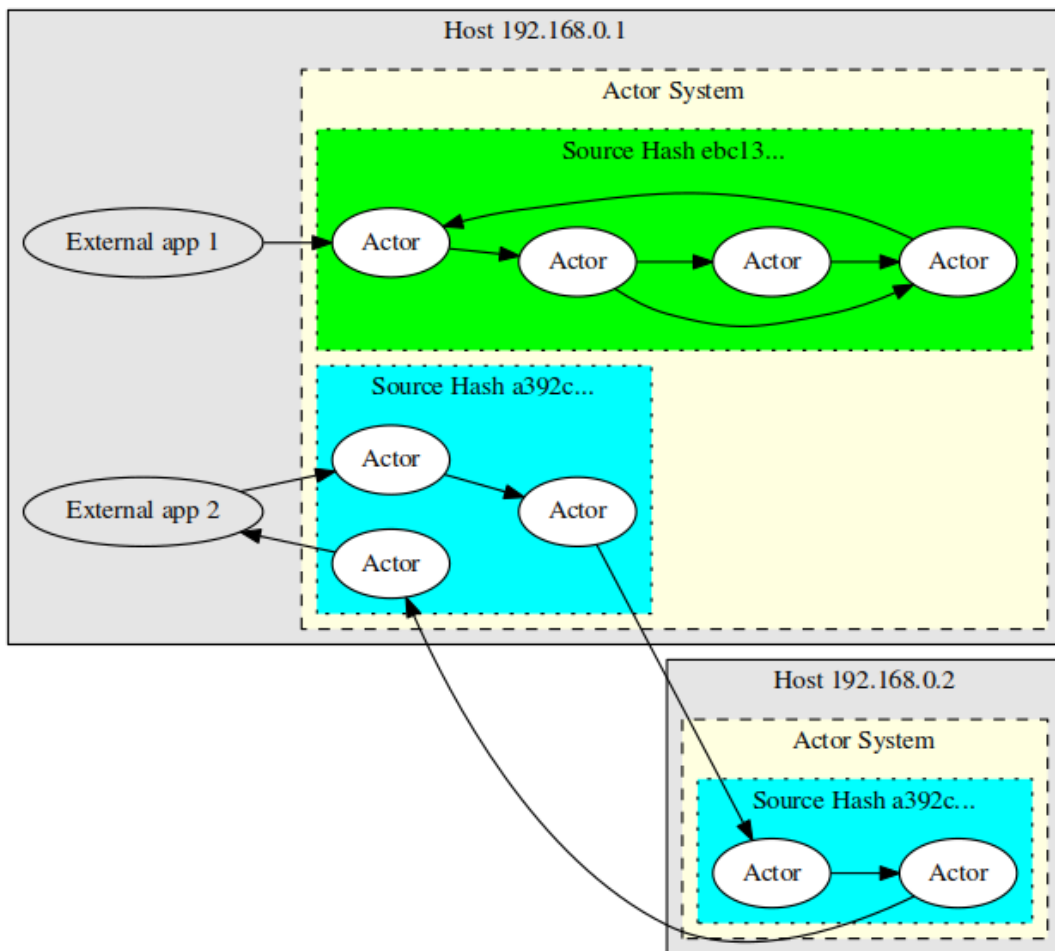 Host 192.168.0.1
Actor System
Source Hash ebc13...
External app 1
Actor
Actor
Actor
Actor
Source Hash a392c...
Actor
External app 2
Actor
Actor
Host 192.168.0.2
Actor System
Source Hash a392c...
Actor
Actor